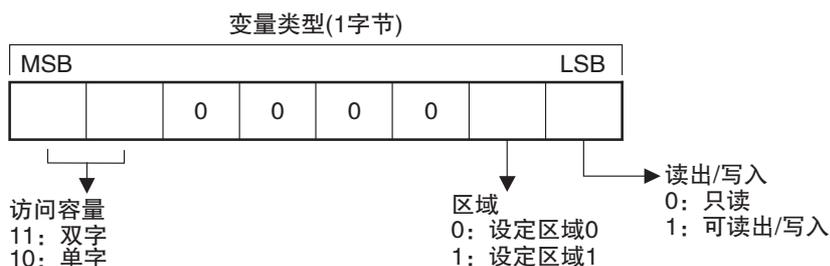 变量类型(1字节)
MSB LSB
0 0 0 0
访问容量
11：双字
10：单字
区域
0：设定区域0
1：设定区域1
读出/写入
0：只读
1：可读出/写入